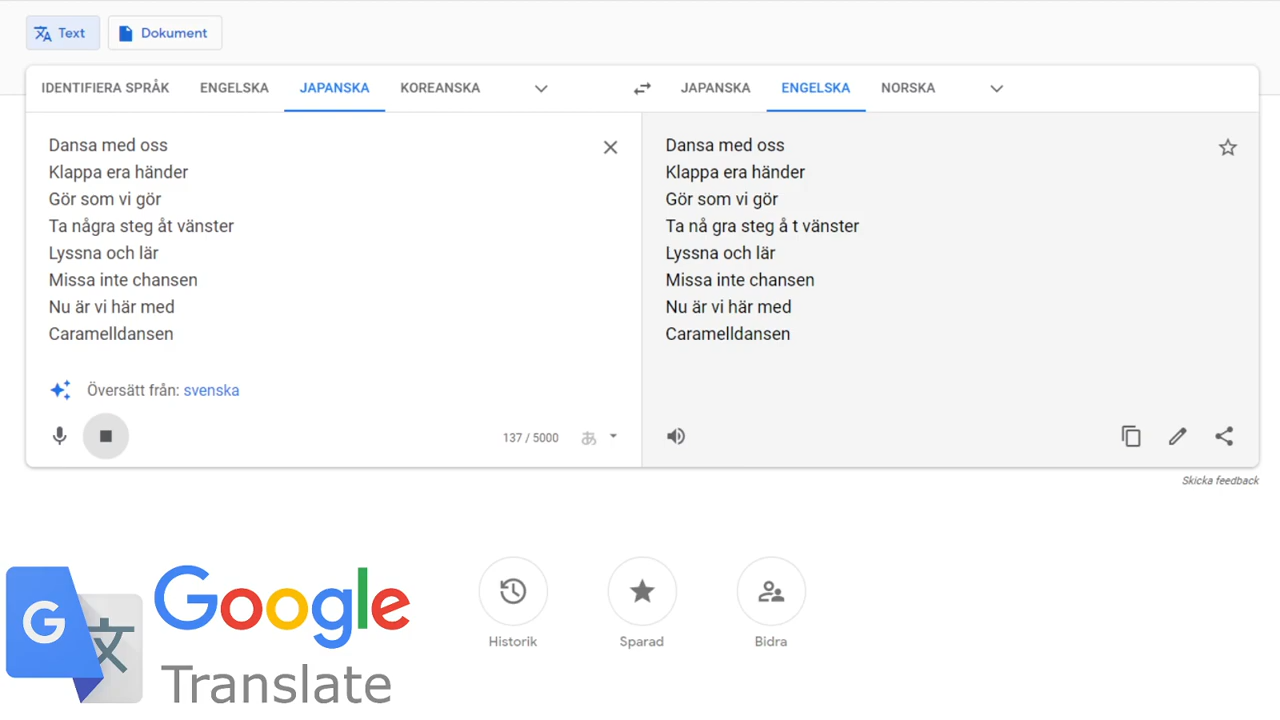 Text Dokument
IDENTIFIERA SPRÅK ENGELSKA JAPANSKA KOREANSKA JAPANSKA ENGELSKA NORSKA
Dansa med oss
Klappa era händer
Gör som vi gör
Ta några steg åt vänster
Lyssna och lär
Missa inte chansen
Nu är vi här med
Caramelldansen
Översätt från: svenska
137 / 5000 あ
Dansa med oss
Klappa era händer
Gör som vi gör
Ta nå gra steg å t vänster
Lyssna och lär
Missa inte chansen
Nu är vi här med
Caramelldansen
Skicka feedback
Historik Sparad Bidra
G 文
Google
Translate